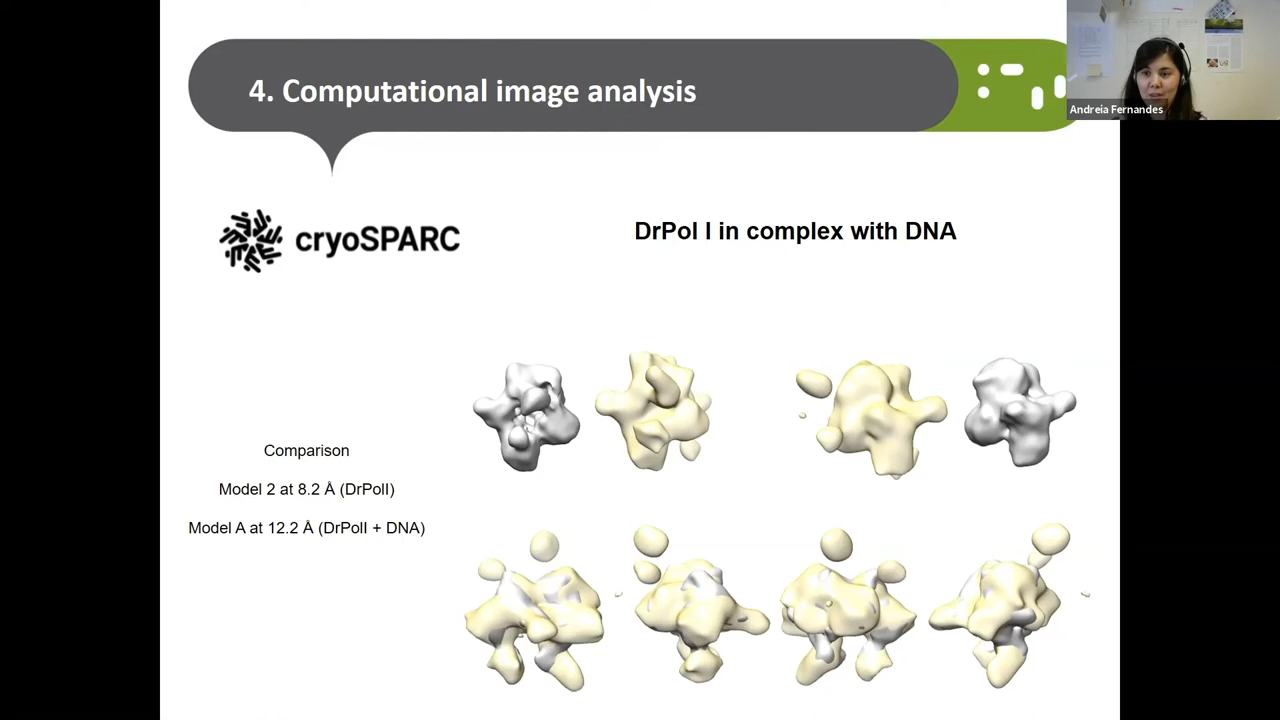 4. Computational image analysis
Andreia Fernandes
cryoSPARC
DrPol I in complex with DNA
Comparison
Model 2 at 8.2 Å (DrPolI)
Model A at 12.2 Å (DrPolI + DNA)